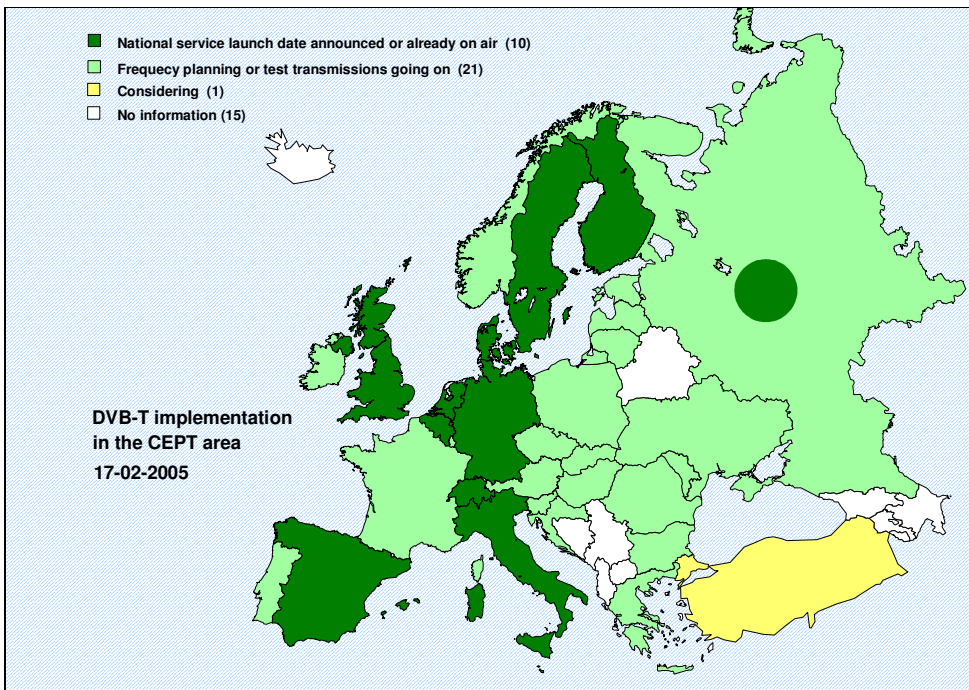 National service launch date announced or already on air (10)
Frequecy planning or test transmissions going on (21)
Considering (1)
No information (15)
DVB-T implementation
in the CEPT area
17-02-2005